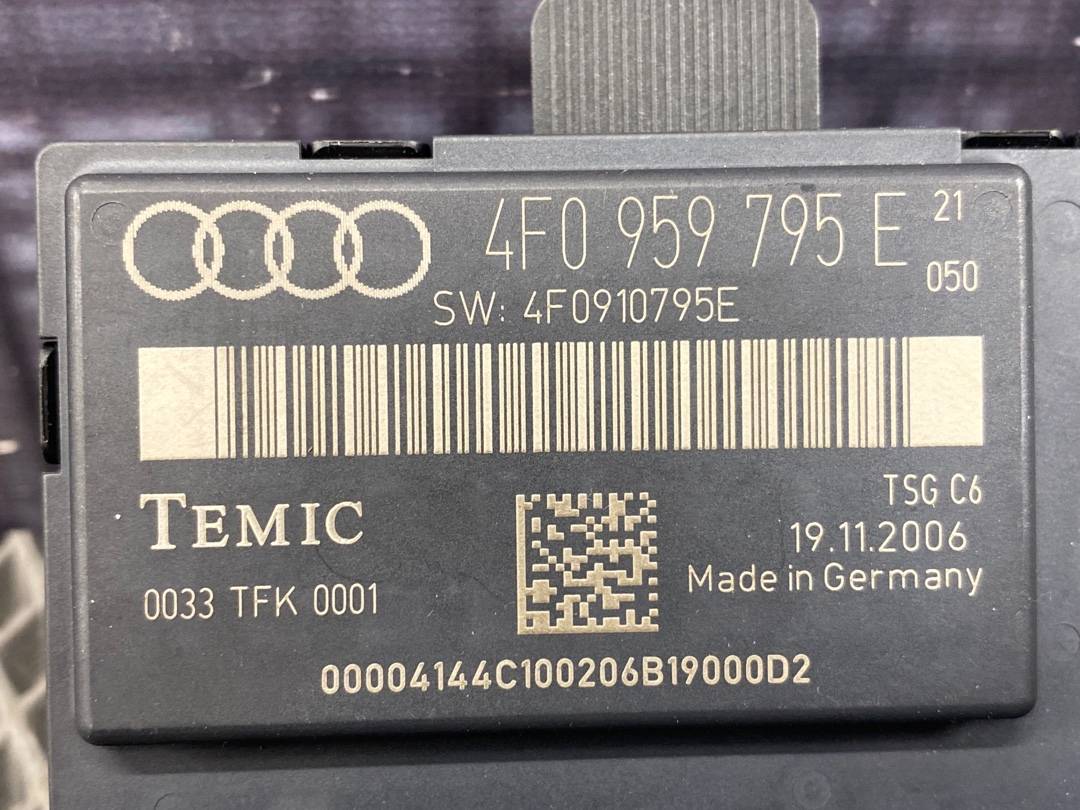 4F0 959 795 E 21
050
SW: 4F0910795E
TEMIC
TSG C6
19.11.2006
0033 TFK 0001
Made in Germany
00004144C100206B19000D2